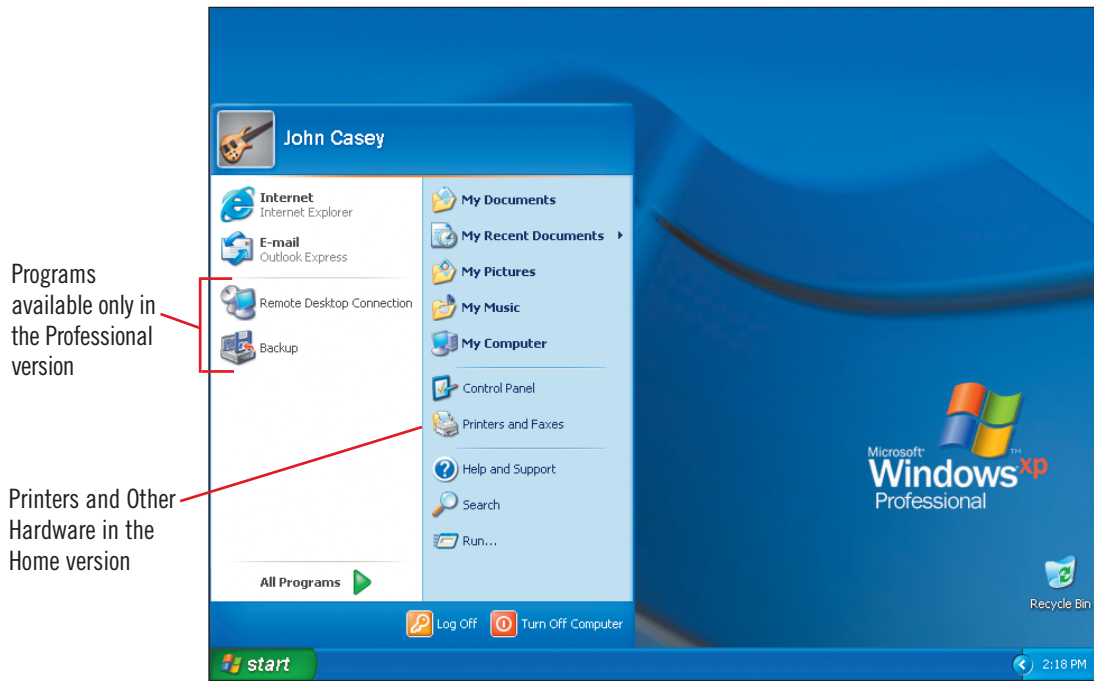 John Casey
Internet
Internet Explorer
E-mail
Outlook Express
Remote Desktop Connection
Backup
All Programs
My Documents
My Recent Documents
My Pictures
My Music
My Computer
Control Panel
Printers and Faxes
Help and Support
Search
Run...
Log Off
Turn Off Computer
start
Programs
available only in
the Professional
version
Printers and Other
Hardware in the
Home version
Microsoft
Windows xp
TM
Professional
Recycle Bin
2:18 PM